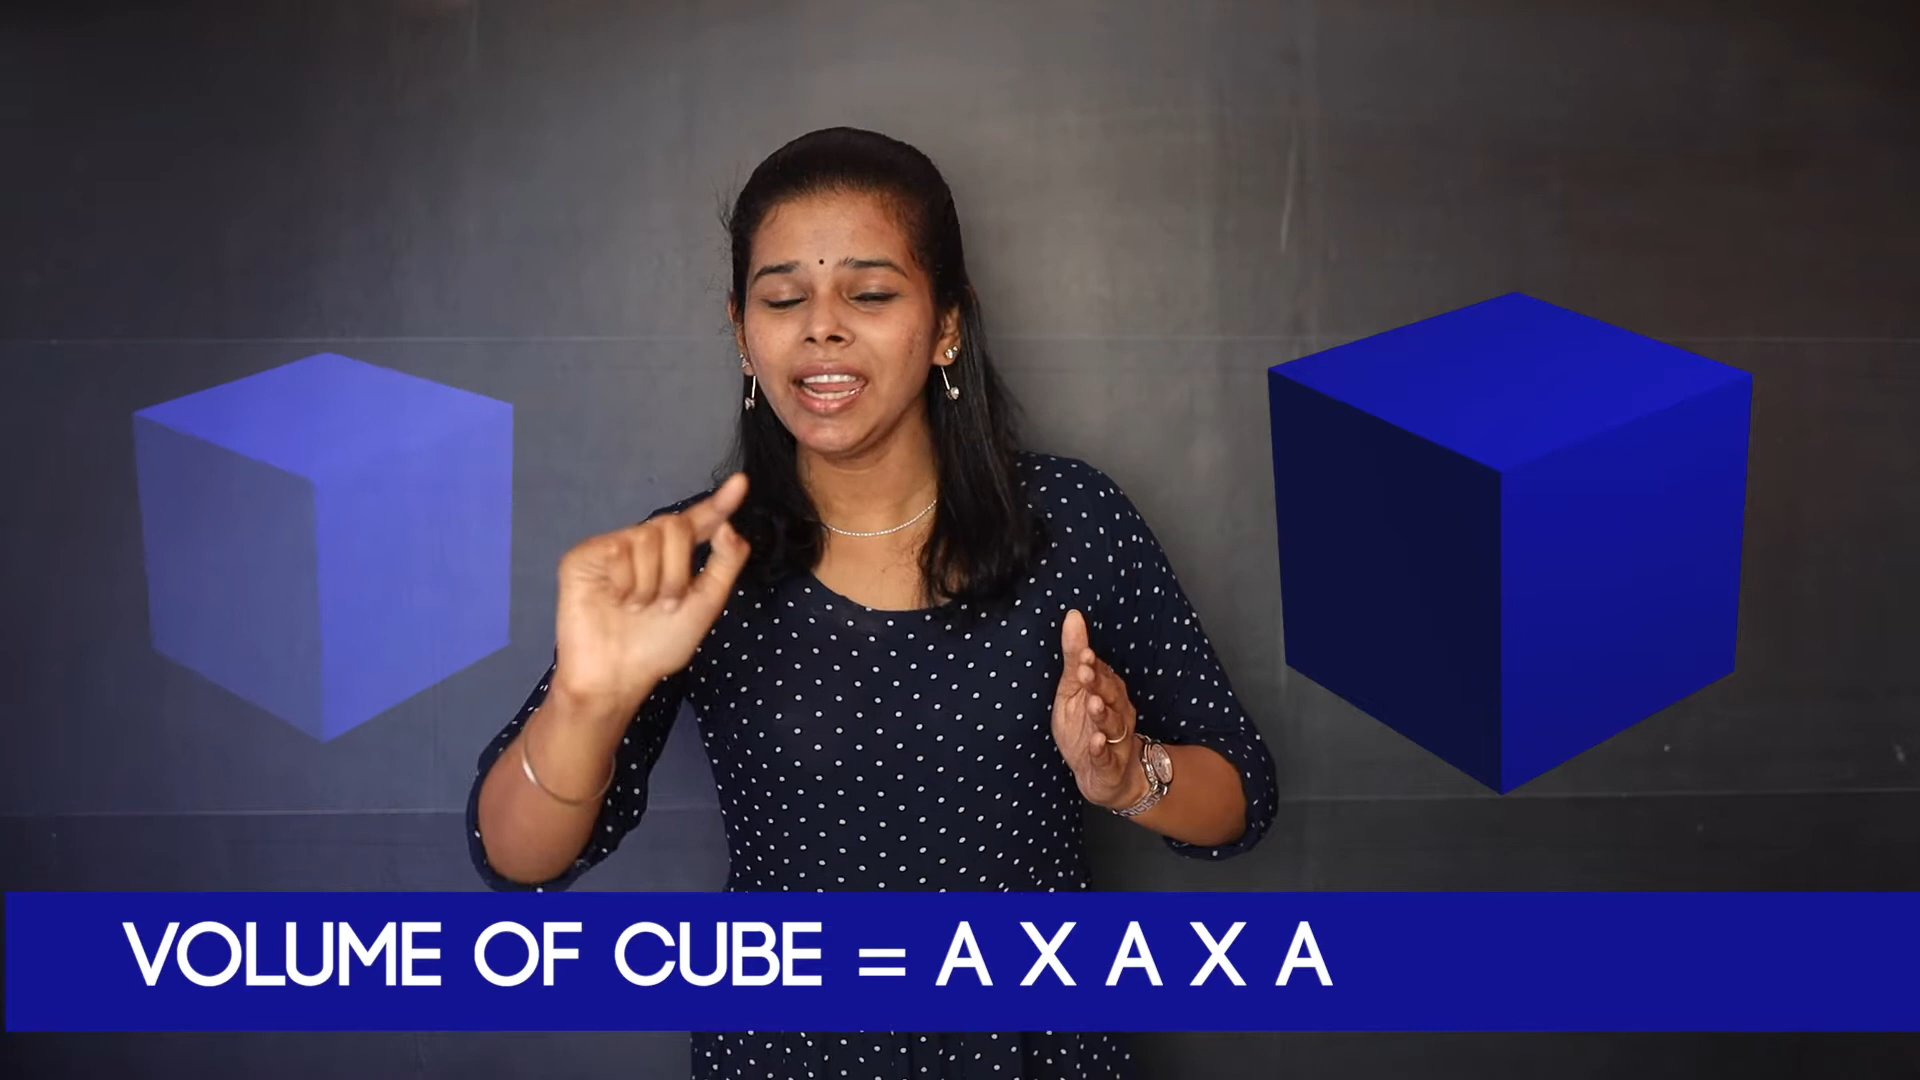 VOLUME OF CUBE = A X A X A